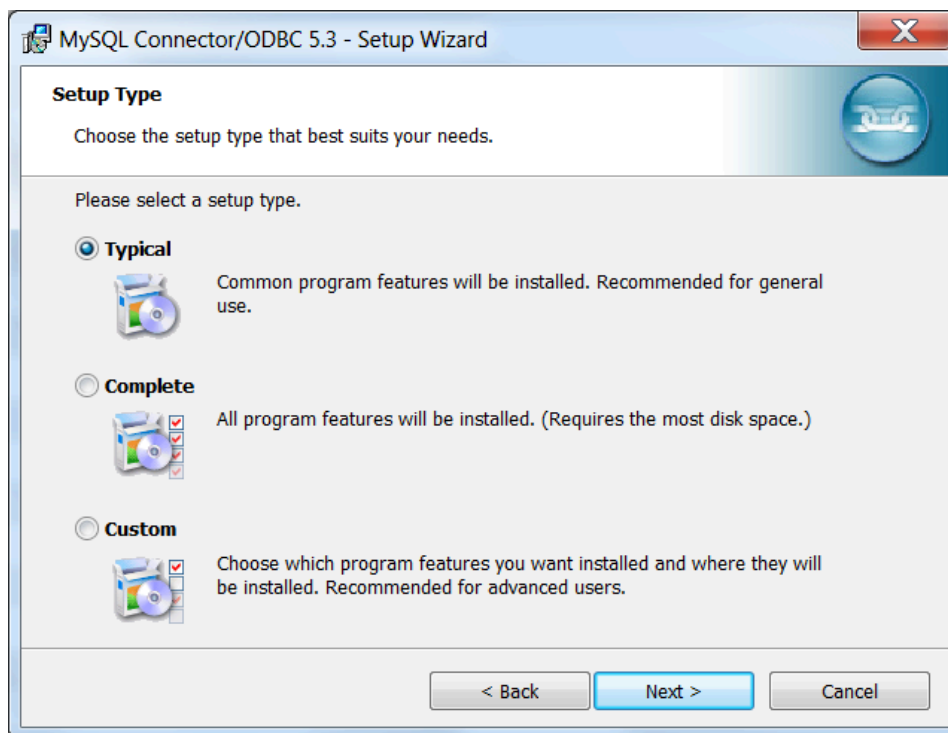 MySQL Connector/ODBC 5.3 - Setup Wizard
Setup Type
Choose the setup type that best suits your needs.
Please select a setup type.
Typical
Common program features will be installed. Recommended for general
use.
Complete
All program features will be installed. (Requires the most disk space.)
Custom
Choose which program features you want installed and where they will
be installed. Recommended for advanced users.
< Back
Next >
Cancel